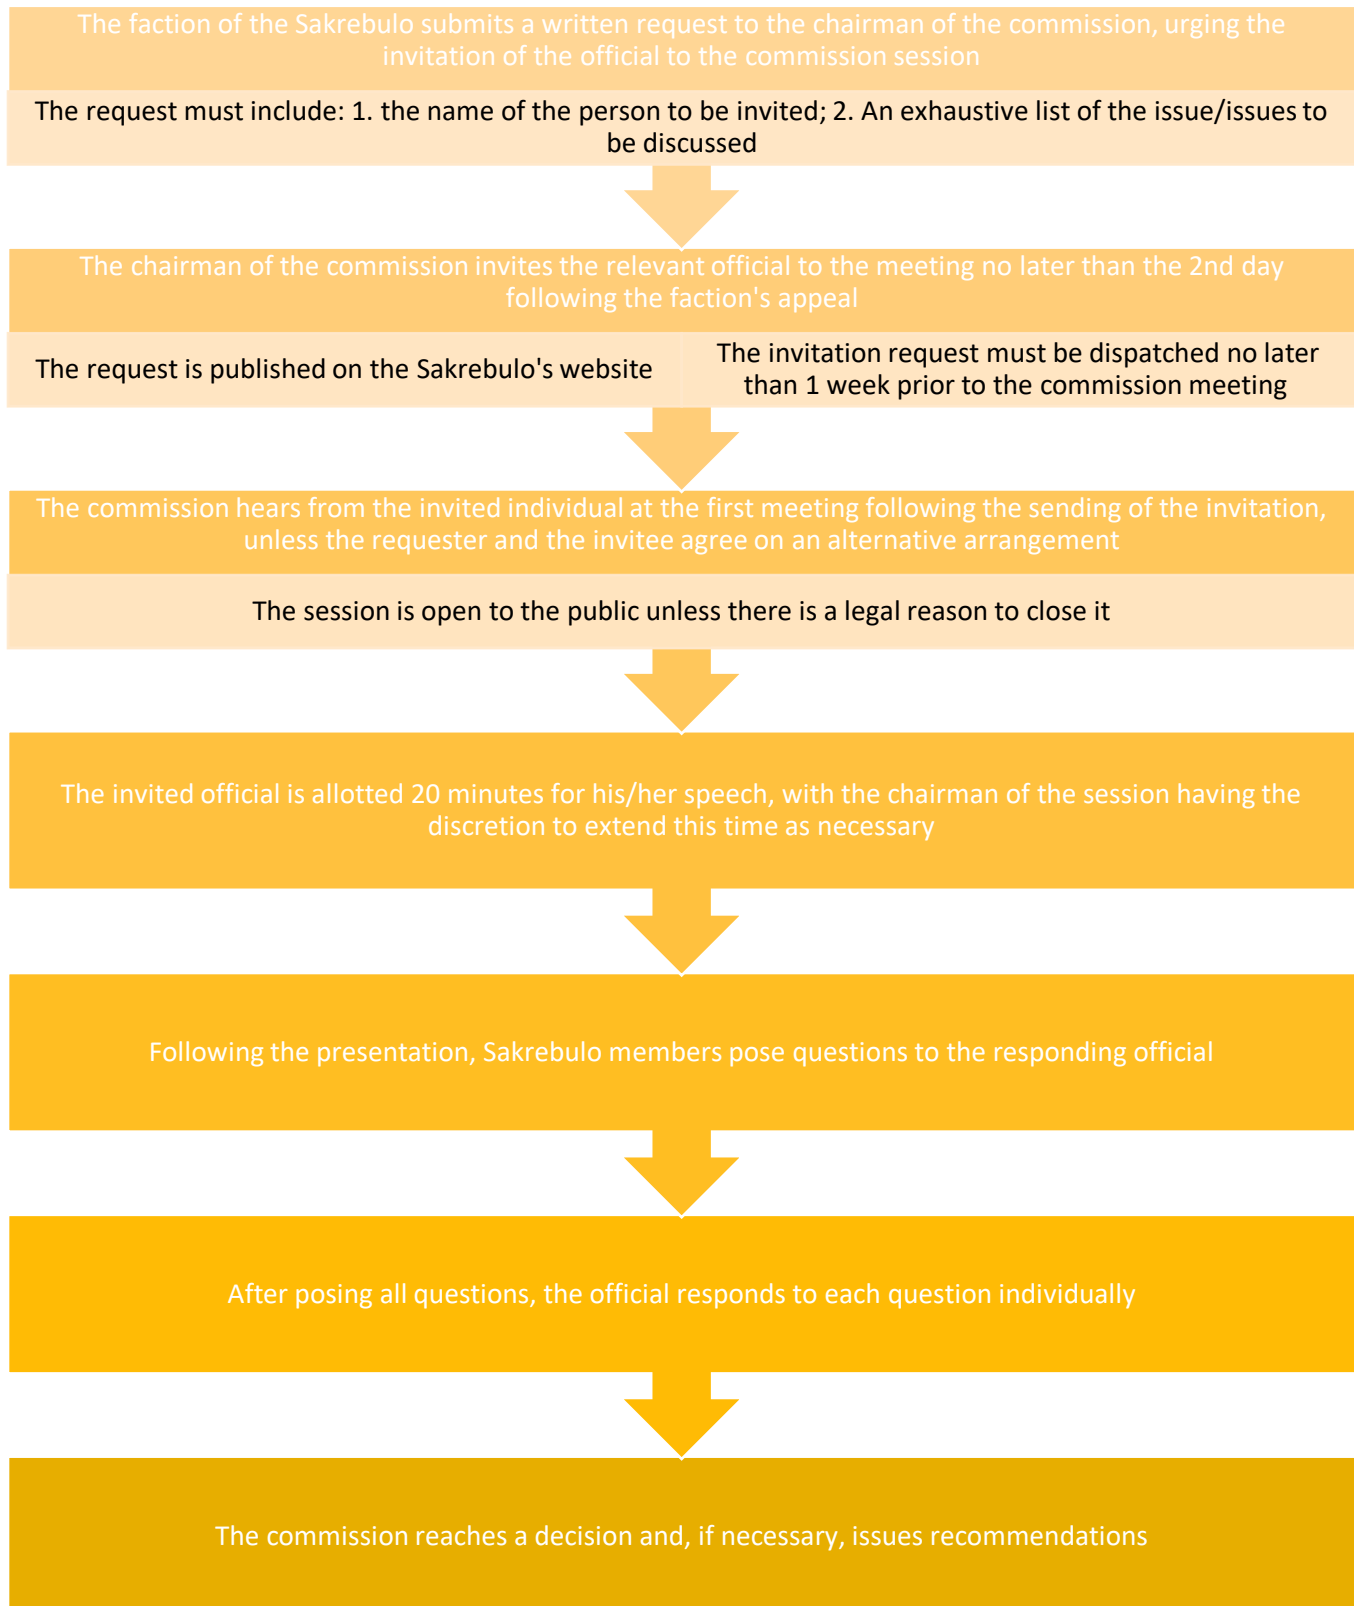 The faction of the Sakrebulo submits a written request to the chairman of the commission, urging the
invitation of the official to the commission session
The request must include: 1. the name of the person to be invited; 2. An exhaustive list of the issue/issues to
be discussed
The chairman of the commission invites the relevant official to the meeting no later than the 2nd day
following the faction's appeal
The request is published on the Sakrebulo's website
The invitation request must be dispatched no later
than 1 week prior to the commission meeting
The commission hears from the invited individual at the first meeting following the sending of the invitation,
unless the requester and the invitee agree on an alternative arrangement
The session is open to the public unless there is a legal reason to close it
The invited official is allotted 20 minutes for his/her speech, with the chairman of the session having the
discretion to extend this time as necessary
Following the presentation, Sakrebulo members pose questions to the responding official
After posing all questions, the official responds to each question individually
The commission reaches a decision and, if necessary, issues recommendations